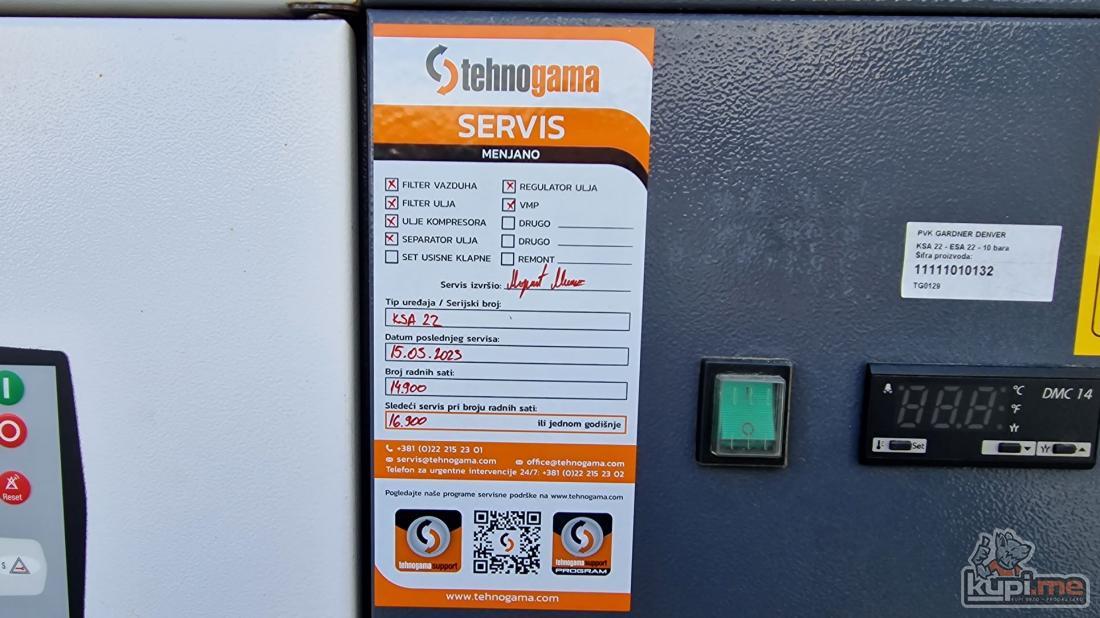 tehnogama
SERVIS
MENJANO
FILTER VAZDUHA
FILTER ULJA
ULJE KOMPRESORA
SEPARATOR ULJA
SET USISNE KLAPNE
REGULATOR ULJA
VMP
DRUGO
DRUGO
REMONT
Servis izvršio:
Tip uređaja / Serijski broj:
KSA 22
Datum poslednjeg servisa:
15.05.2023
Broj radnih sati:
14.900
Sledeći servis pri broju radnih sati:
16.900 ili jednom godišnje
+381 (0)22 215 23 01
servis@tehnogama.com office@tehnogama.com
Telefon za urgentne intervencije 24/7: +381 (0)22 215 23 02
Pogledajte naše programe servisne podrške na www.tehnogama.com
tehnogamasupport
tehnogamasupport
PROGRAM
www.tehnogama.com
PVK GARDNER DENVER
KSA 22 - ESA 22 - 10 bara
Šifra proizvoda:
11111010132
TG0129
°C
°F
DMC 14
Set
Reset
S
kupi.me